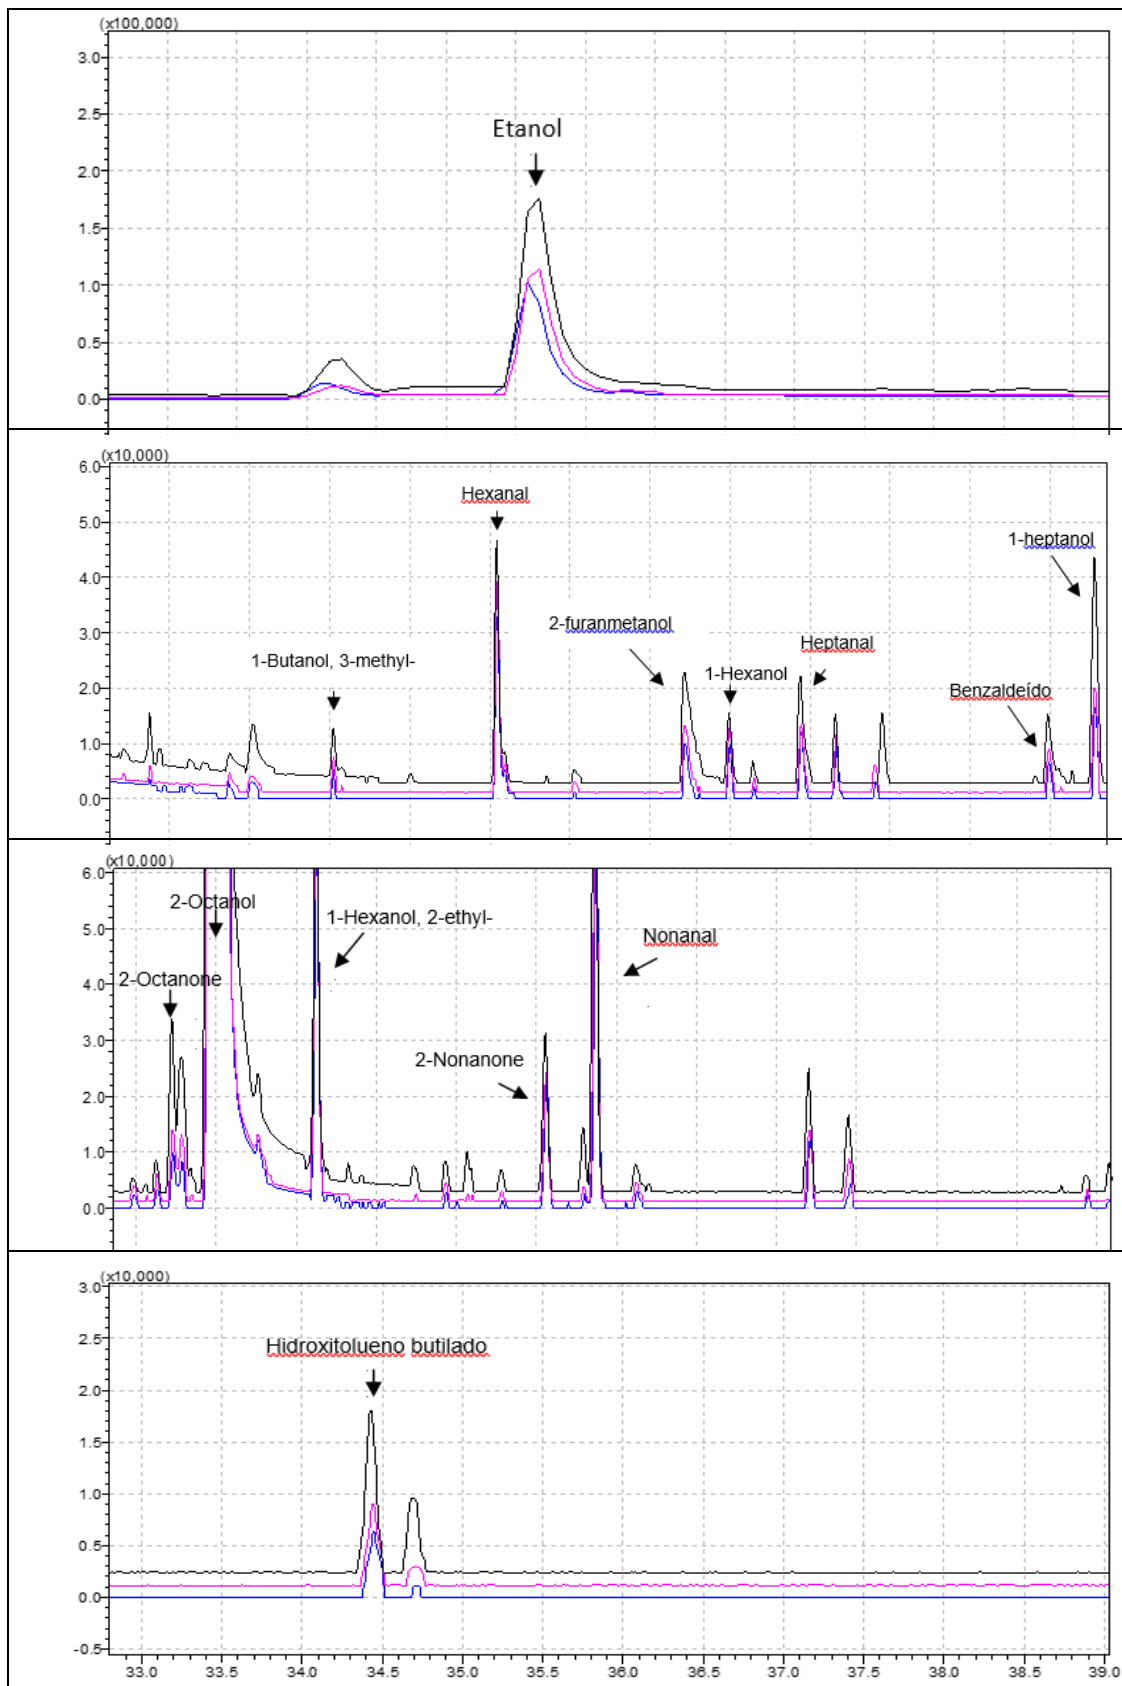 (x100,000)
3.0
2.5
Etanol
2.0
1.5
1.0
0.5
0.0
(x10,000)
6.0
Hexanal
5.0
1-heptanol
4.0
2-furanmetanol
3.0
Heptanal
1-Butanol, 3-methyl-
1-Hexanol
2.0
Benzaldeído
1.0
0.0
(x10,000)
6.0
2-Octanol
1-Hexanol, 2-ethyl-
5.0
Nonanal
2-Octanone
4.0
3.0
2-Nonanone
2.0
1.0
0.0
(x10,000)
3.0
2.5
Hidroxitolueno butilado
2.0
1.5
1.0
0.5
0.0
-0.5
33.0 33.5 34.0 34.5 35.0 35.5 36.0 36.5 37.0 37.5 38.0 38.5 39.0